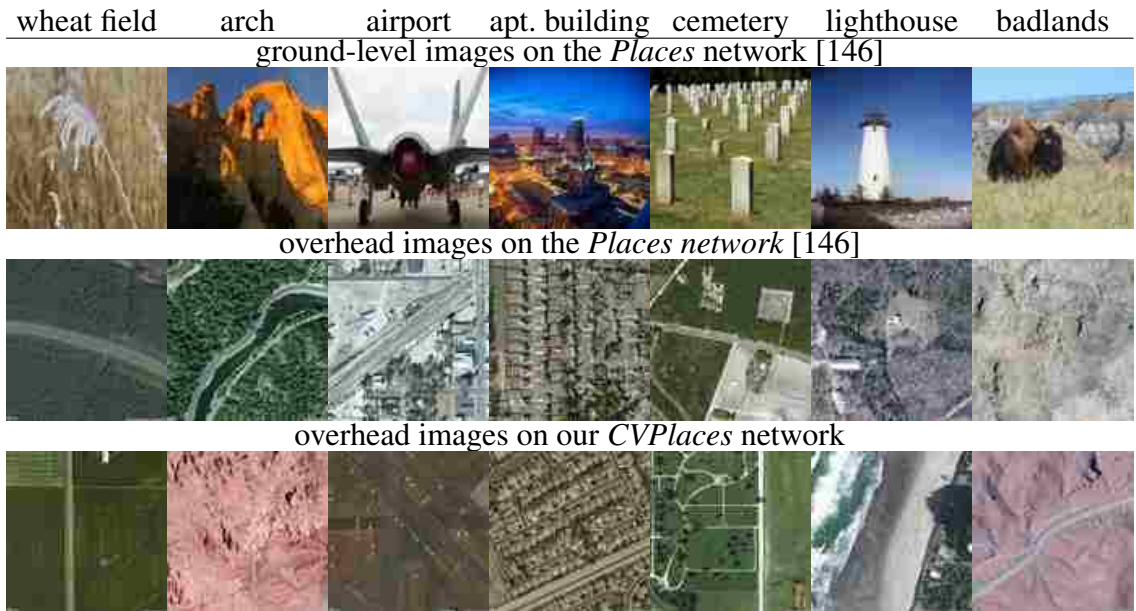 wheat field arch airport apt. building cemetery lighthouse badlands
ground-level images on the Places network [146]
overhead images on the Places network [146]
overhead images on our CVPlaces network